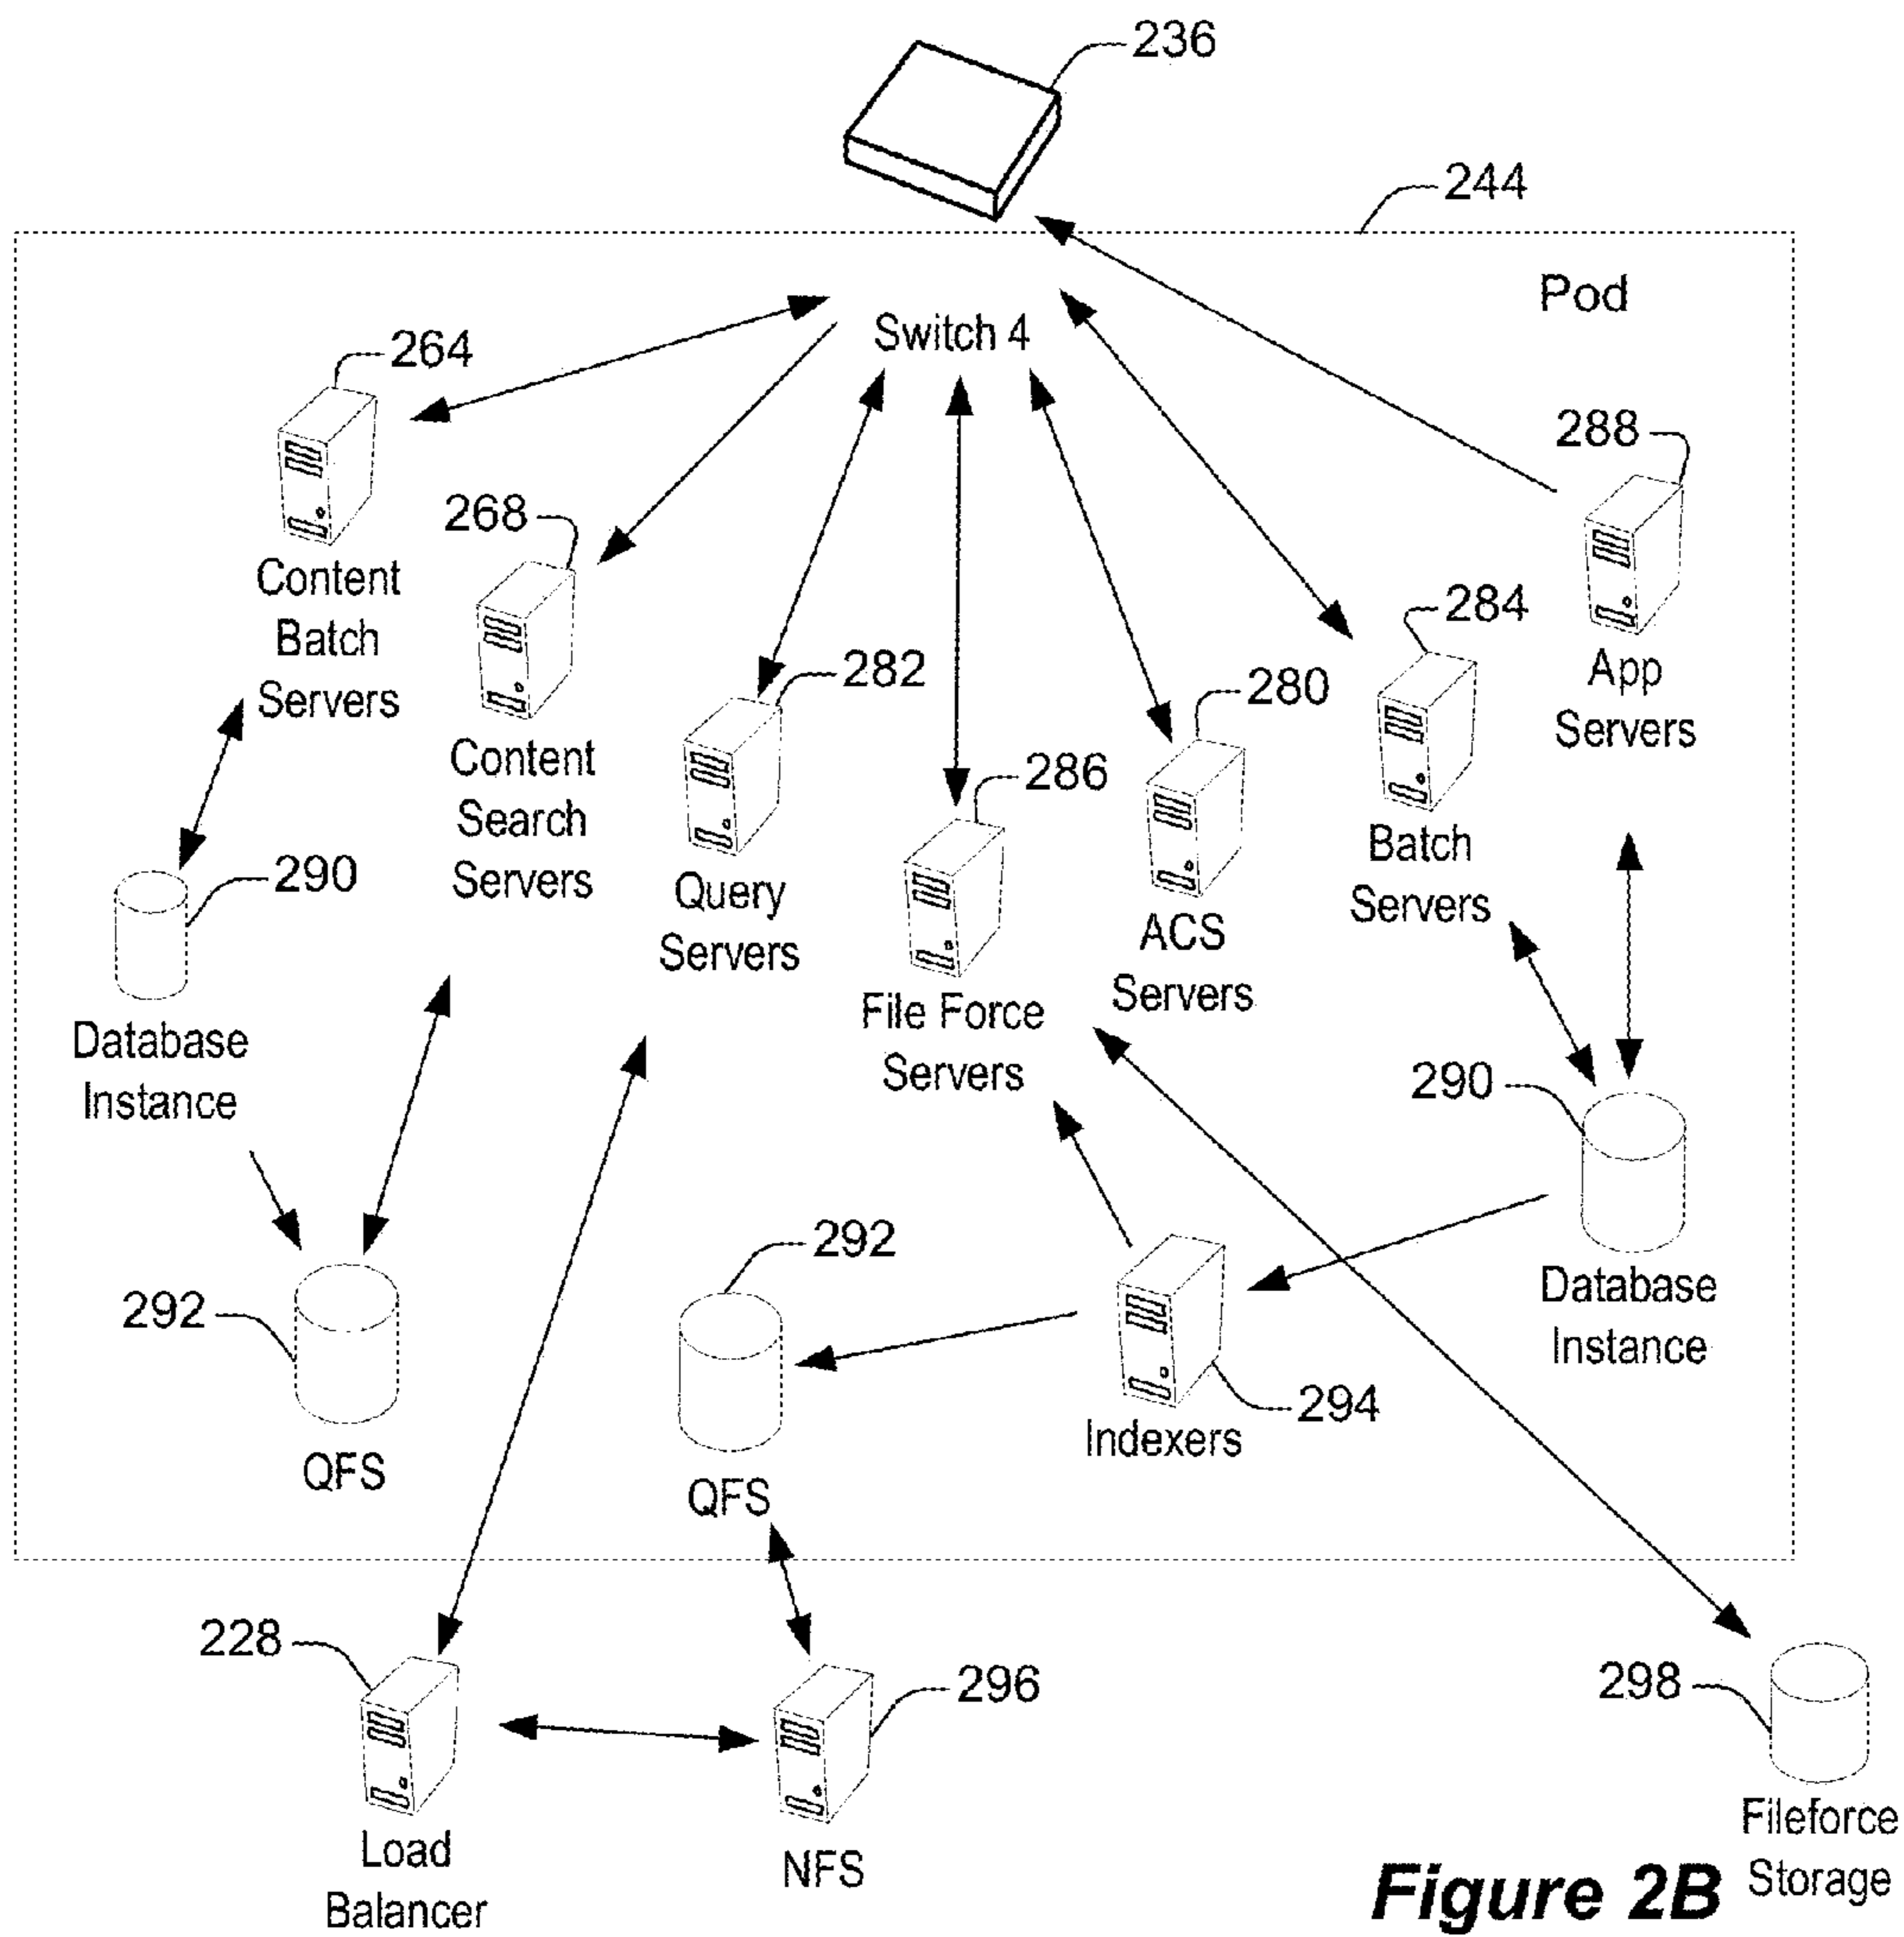 236
244
Pod
Switch 4
264
Content
Batch
Servers
268
Content
Search
Servers
282
Query
Servers
286
File Force
Servers
280
ACS
Servers
284
Batch
Servers
288
App
Servers
290
Database
Instance
290
Database
Instance
292
QFS
292
QFS
294
Indexers
228
Load
Balancer
296
NFS
298
Fileforce
Storage
Figure 2B